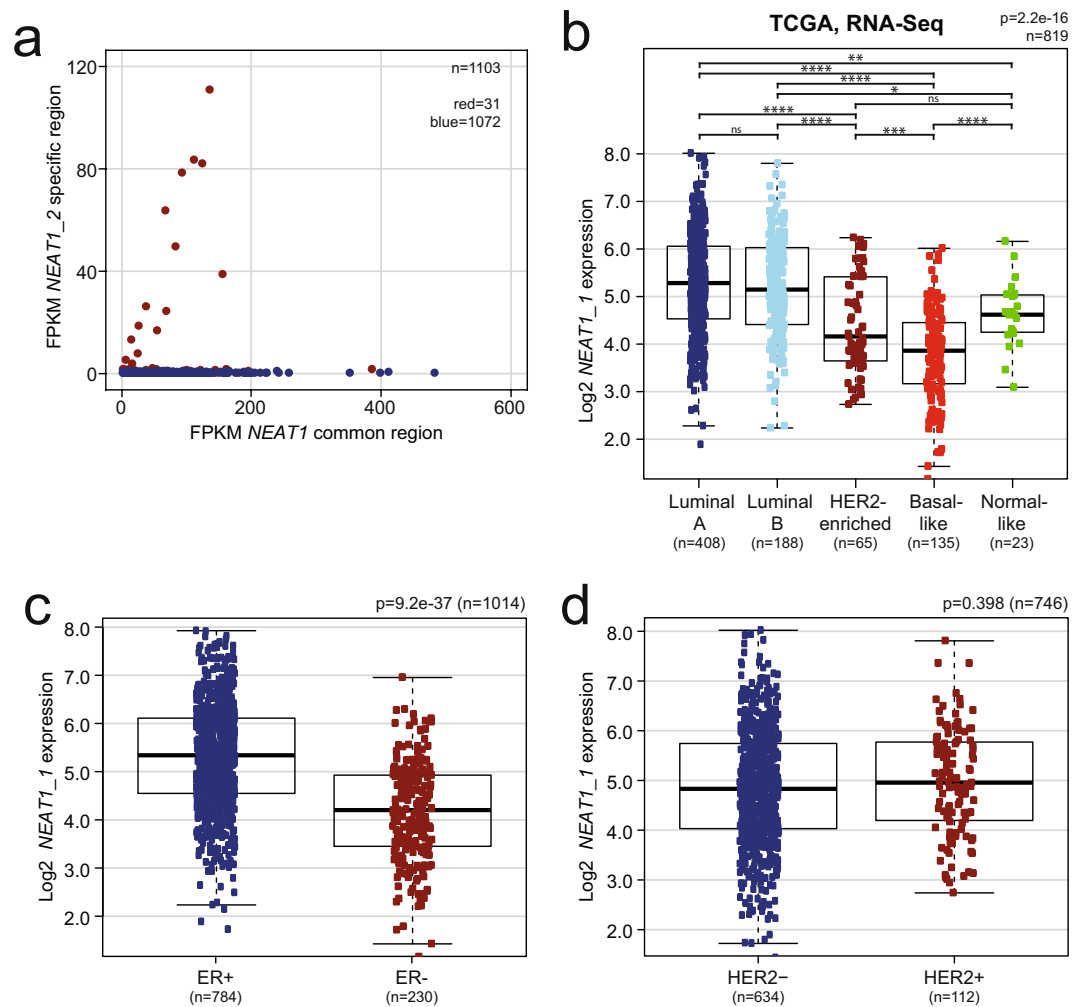 a
n=1103
red=31
blue=1072
120
80
40
0
FPKM NEAT1_2 specific region
0 200 400 600
FPKM NEAT1 common region
b
TCGA, RNA-Seq
p=2.2e-16
n=819
**
****
****
*
ns
****
ns
****
***
****
8.0
7.0
6.0
5.0
4.0
3.0
2.0
Log2 NEAT1_1 expression
Luminal A (n=408)
Luminal B (n=188)
HER2-enriched (n=65)
Basal-like (n=135)
Normal-like (n=23)
c
p=9.2e-37 (n=1014)
8.0
7.0
6.0
5.0
4.0
3.0
2.0
Log2 NEAT1_1 expression
ER+ ER-
(n=784) (n=230)
d
p=0.398 (n=746)
8.0
7.0
6.0
5.0
4.0
3.0
2.0
Log2 NEAT1_1 expression
HER2− HER2+
(n=634) (n=112)